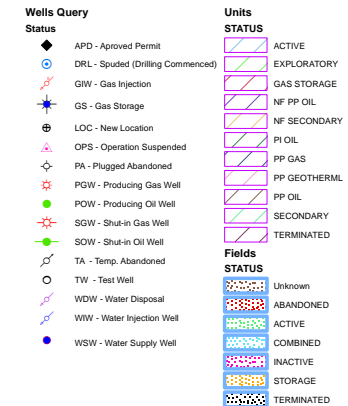 Wells Query
Status
APD - Aproved Permit
DRL - Spuded (Drilling Commenced)
GIW - Gas Injection
GS - Gas Storage
LOC - New Location
OPS - Operation Suspended
PA - Plugged Abandoned
PGW - Producing Gas Well
POW - Producing Oil Well
SGW - Shut-in Gas Well
SOW - Shut-in Oil Well
TA - Temp. Abandoned
TW - Test Well
WDW - Water Disposal
WIW - Water Injection Well
WSW - Water Supply Well
Units
STATUS
ACTIVE
EXPLORATORY
GAS STORAGE
NF PP OIL
NF SECONDARY
PI OIL
PP GAS
PP GEOTHERML
PP OIL
SECONDARY
TERMINATED
Fields
STATUS
Unknown
ABANDONED
ACTIVE
COMBINED
INACTIVE
STORAGE
TERMINATED